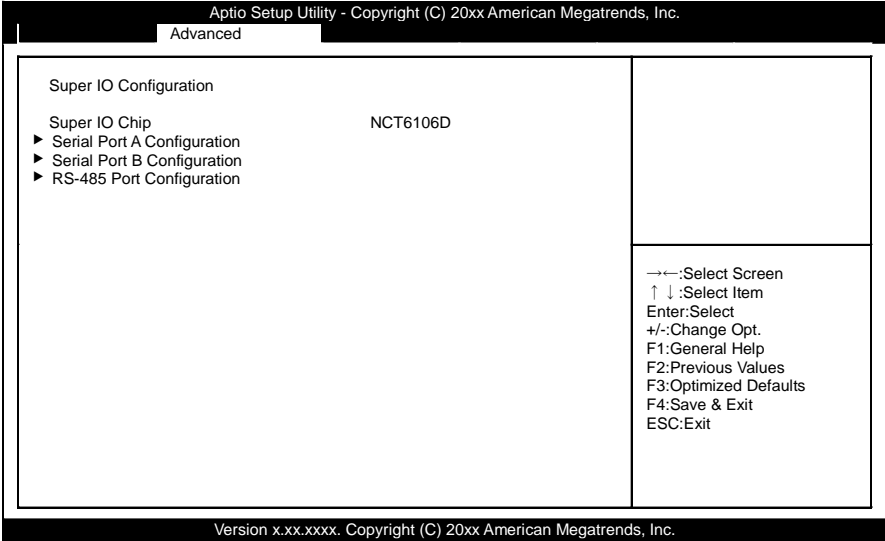 Aptio Setup Utility - Copyright (C) 20xx American Megatrends, Inc.
Advanced
Super IO Configuration
Super IO Chip NCT6106D
▶ Serial Port A Configuration
▶ Serial Port B Configuration
▶ RS-485 Port Configuration
→←:Select Screen
↑↓:Select Item
Enter:Select
+/-:Change Opt.
F1:General Help
F2:Previous Values
F3:Optimized Defaults
F4:Save & Exit
ESC:Exit
Version x.xx.xxxx. Copyright (C) 20xx American Megatrends, Inc.